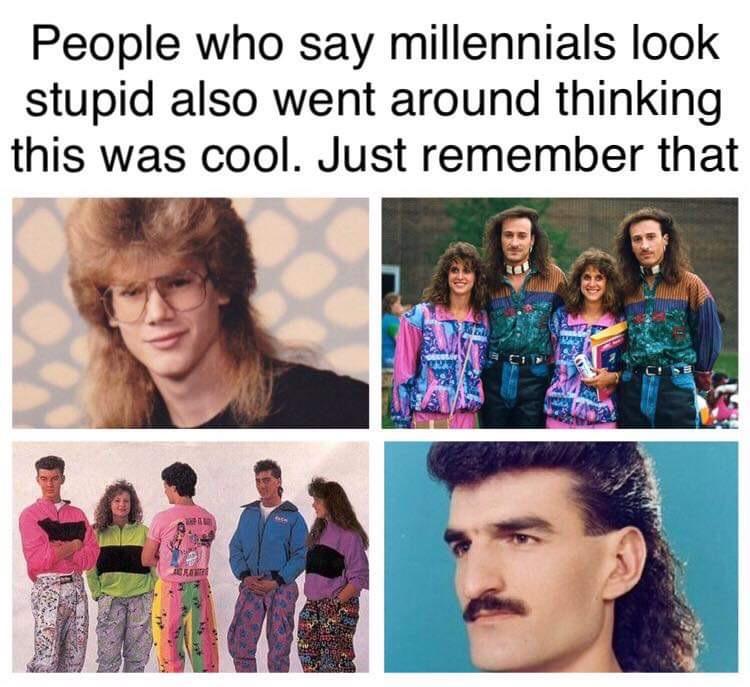 People who say millennials look
stupid also went around thinking
this was cool. Just remember that